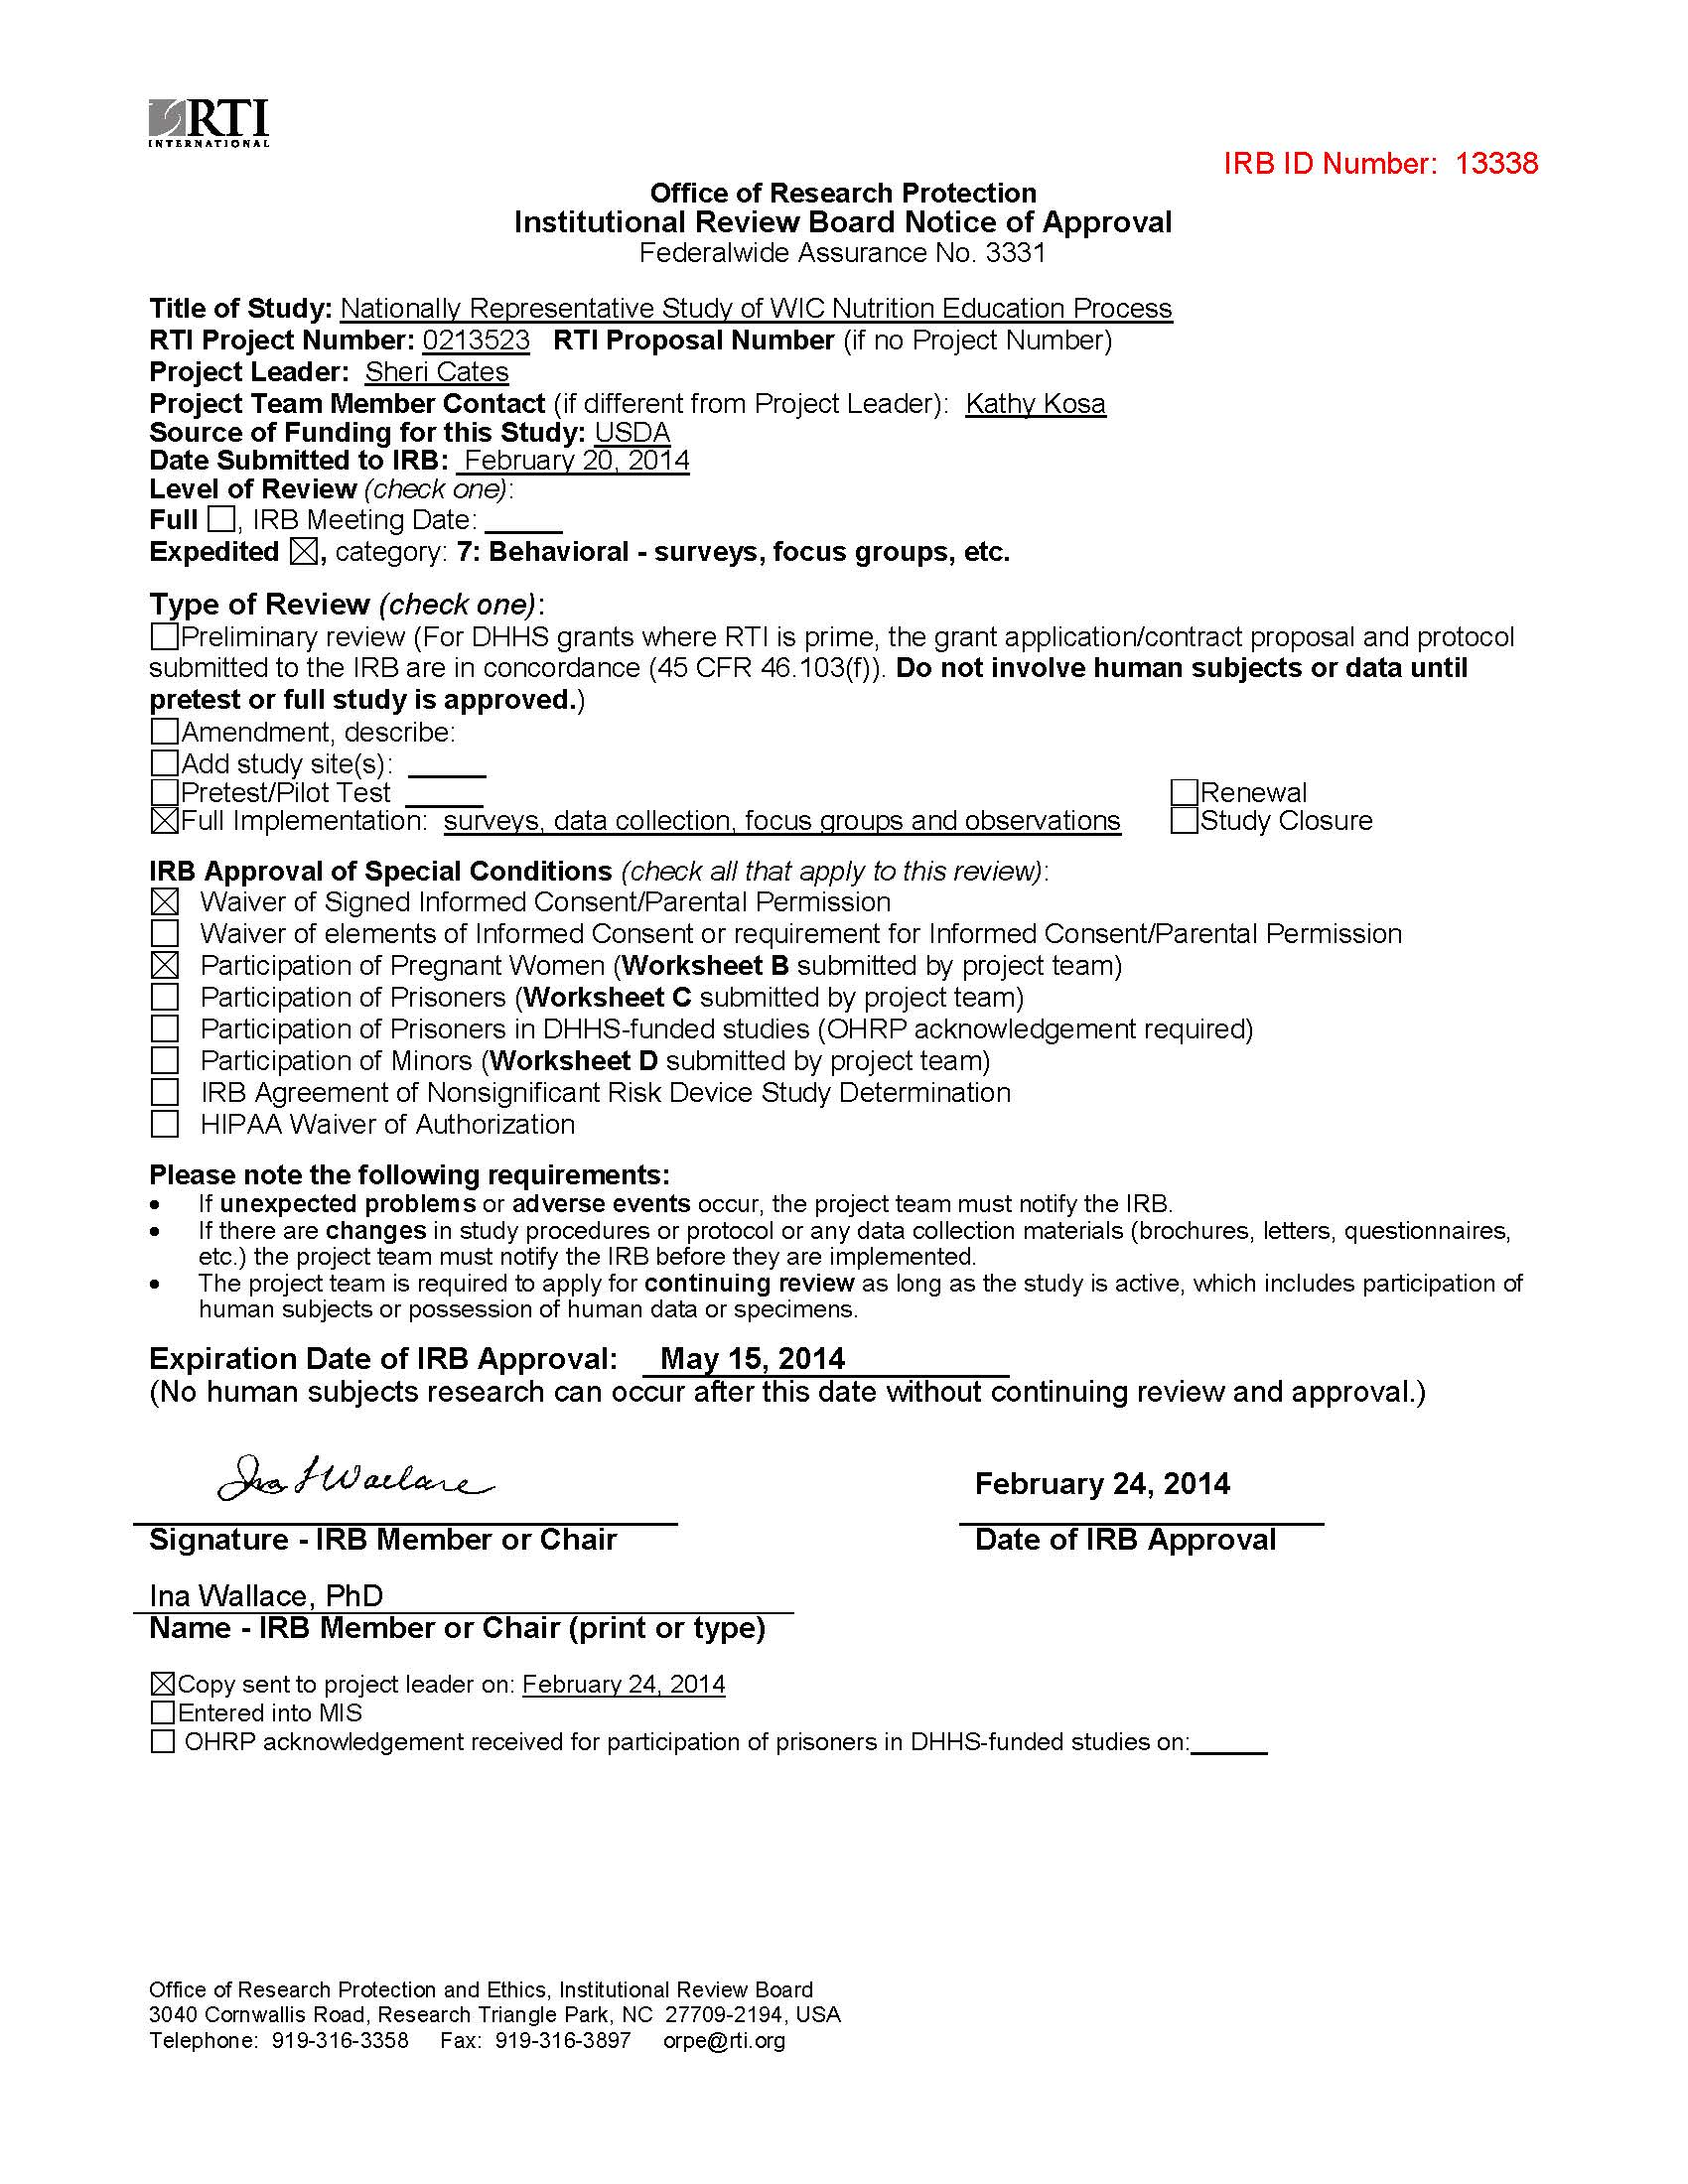 RTI
INTERNATIONAL
IRB ID Number: 13338
Office of Research Protection
Institutional Review Board Notice of Approval
Federalwide Assurance No. 3331
Title of Study: Nationally Representative Study of WIC Nutrition Education Process
RTI Project Number: 0213523 RTI Proposal Number (if no Project Number)
Project Leader: Sheri Cates
Project Team Member Contact (if different from Project Leader): Kathy Kosa
Source of Funding for this Study: USDA
Date Submitted to IRB: February 20, 2014
Level of Review (check one):
Full ☐, IRB Meeting Date: _____
Expedited ☒, category: 7: Behavioral - surveys, focus groups, etc.
Type of Review (check one):
☐Preliminary review (For DHHS grants where RTI is prime, the grant application/contract proposal and protocol
submitted to the IRB are in concordance (45 CFR 46.103(f)). Do not involve human subjects or data until
pretest or full study is approved.)
☐Amendment, describe:
☐Add study site(s): _____
☐Pretest/Pilot Test _____ ☐Renewal
☒Full Implementation: surveys, data collection, focus groups and observations ☐Study Closure
IRB Approval of Special Conditions (check all that apply to this review):
☒ Waiver of Signed Informed Consent/Parental Permission
☐ Waiver of elements of Informed Consent or requirement for Informed Consent/Parental Permission
☒ Participation of Pregnant Women (Worksheet B submitted by project team)
☐ Participation of Prisoners (Worksheet C submitted by project team)
☐ Participation of Prisoners in DHHS-funded studies (OHRP acknowledgement required)
☐ Participation of Minors (Worksheet D submitted by project team)
☐ IRB Agreement of Nonsignificant Risk Device Study Determination
☐ HIPAA Waiver of Authorization
Please note the following requirements:
• If unexpected problems or adverse events occur, the project team must notify the IRB.
• If there are changes in study procedures or protocol or any data collection materials (brochures, letters, questionnaires,
etc.) the project team must notify the IRB before they are implemented.
• The project team is required to apply for continuing review as long as the study is active, which includes participation of
human subjects or possession of human data or specimens.
Expiration Date of IRB Approval: May 15, 2014
(No human subjects research can occur after this date without continuing review and approval.)
Ina F Wallace February 24, 2014
Signature - IRB Member or Chair Date of IRB Approval
Ina Wallace, PhD
Name - IRB Member or Chair (print or type)
☒Copy sent to project leader on: February 24, 2014
☐Entered into MIS
☐ OHRP acknowledgement received for participation of prisoners in DHHS-funded studies on:_____
Office of Research Protection and Ethics, Institutional Review Board
3040 Cornwallis Road, Research Triangle Park, NC 27709-2194, USA
Telephone: 919-316-3358 Fax: 919-316-3897 orpe@rti.org